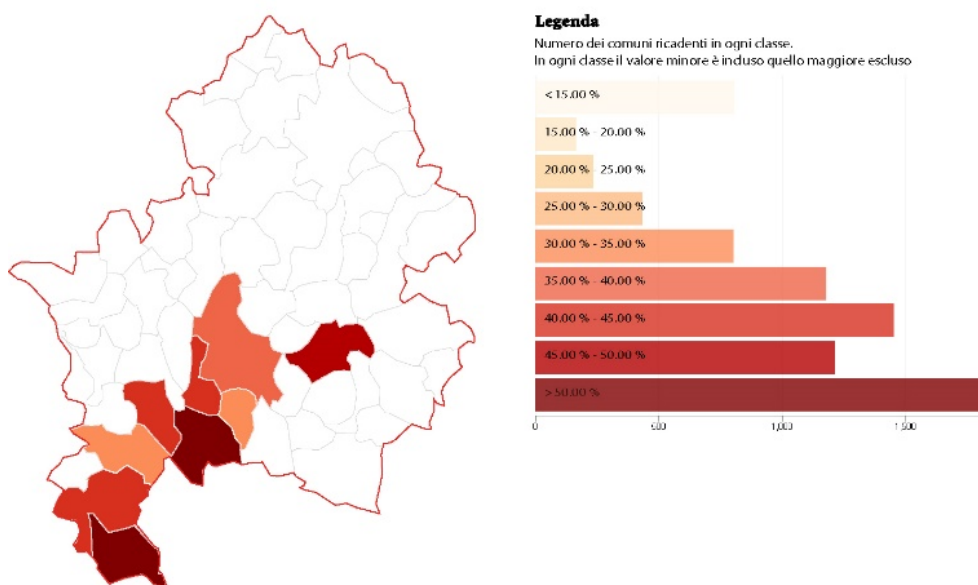 Legenda
Numero dei comuni ricadenti in ogni classe.
In ogni classe il valore minore è incluso quello maggiore escluso
< 15.00 %
15.00 % - 20.00 %
20.00 % - 25.00 %
25.00 % - 30.00 %
30.00 % - 35.00 %
35.00 % - 40.00 %
40.00 % - 45.00 %
45.00 % - 50.00 %
> 50.00 %
0 500 1,000 1,500